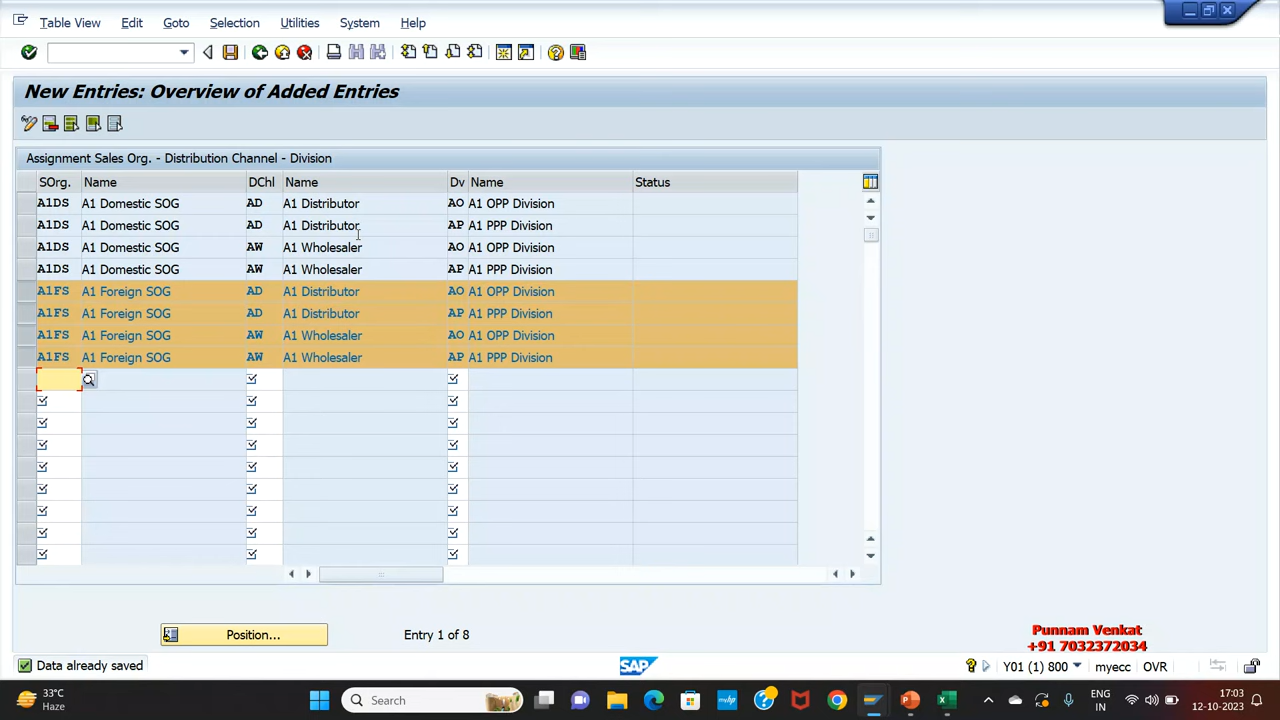 Table View Edit Goto Selection Utilities System Help
New Entries: Overview of Added Entries
Assignment Sales Org. - Distribution Channel - Division
SOrg. Name DChl Name Dv Name Status
A1DS A1 Domestic SOG AD A1 Distributor AO A1 OPP Division
A1DS A1 Domestic SOG AD A1 Distributor AP A1 PPP Division
A1DS A1 Domestic SOG AW A1 Wholesaler AO A1 OPP Division
A1DS A1 Domestic SOG AW A1 Wholesaler AP A1 PPP Division
A1FS A1 Foreign SOG AD A1 Distributor AO A1 OPP Division
A1FS A1 Foreign SOG AD A1 Distributor AP A1 PPP Division
A1FS A1 Foreign SOG AW A1 Wholesaler AO A1 OPP Division
A1FS A1 Foreign SOG AW A1 Wholesaler AP A1 PPP Division
Position... Entry 1 of 8
Punnam Venkat
+91 7032372034
Data already saved SAP Y01 (1) 800 myecc OVR
33°C
Haze
Search
ENG
IN
17:03
12-10-2023